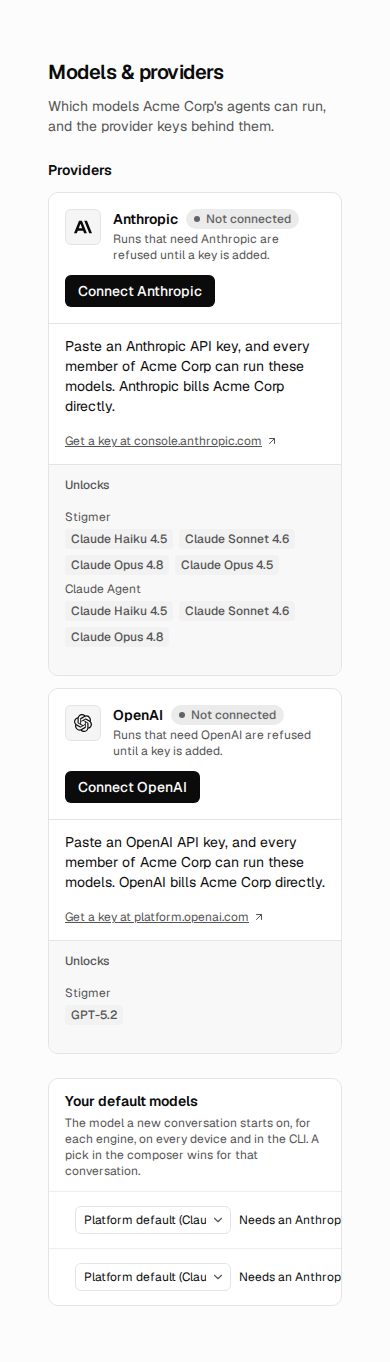 Models & providers
Which models Acme Corp's agents can run,
and the provider keys behind them.
Providers
Anthropic
Not connected
Runs that need Anthropic are
refused until a key is added.
Connect Anthropic
Paste an Anthropic API key, and every
member of Acme Corp can run these
models. Anthropic bills Acme Corp
directly.
Get a key at console.anthropic.com
Unlocks
Stigmer
Claude Haiku 4.5 Claude Sonnet 4.6
Claude Opus 4.8 Claude Opus 4.5
Claude Agent
Claude Haiku 4.5 Claude Sonnet 4.6
Claude Opus 4.8
OpenAI
Not connected
Runs that need OpenAI are refused
until a key is added.
Connect OpenAI
Paste an OpenAI API key, and every
member of Acme Corp can run these
models. OpenAI bills Acme Corp directly.
Get a key at platform.openai.com
Unlocks
Stigmer
GPT-5.2
Your default models
The model a new conversation starts on, for
each engine, on every device and in the CLI. A
pick in the composer wins for that
conversation.
Platform default (Clau Needs an Anthrop
Platform default (Clau Needs an Anthrop